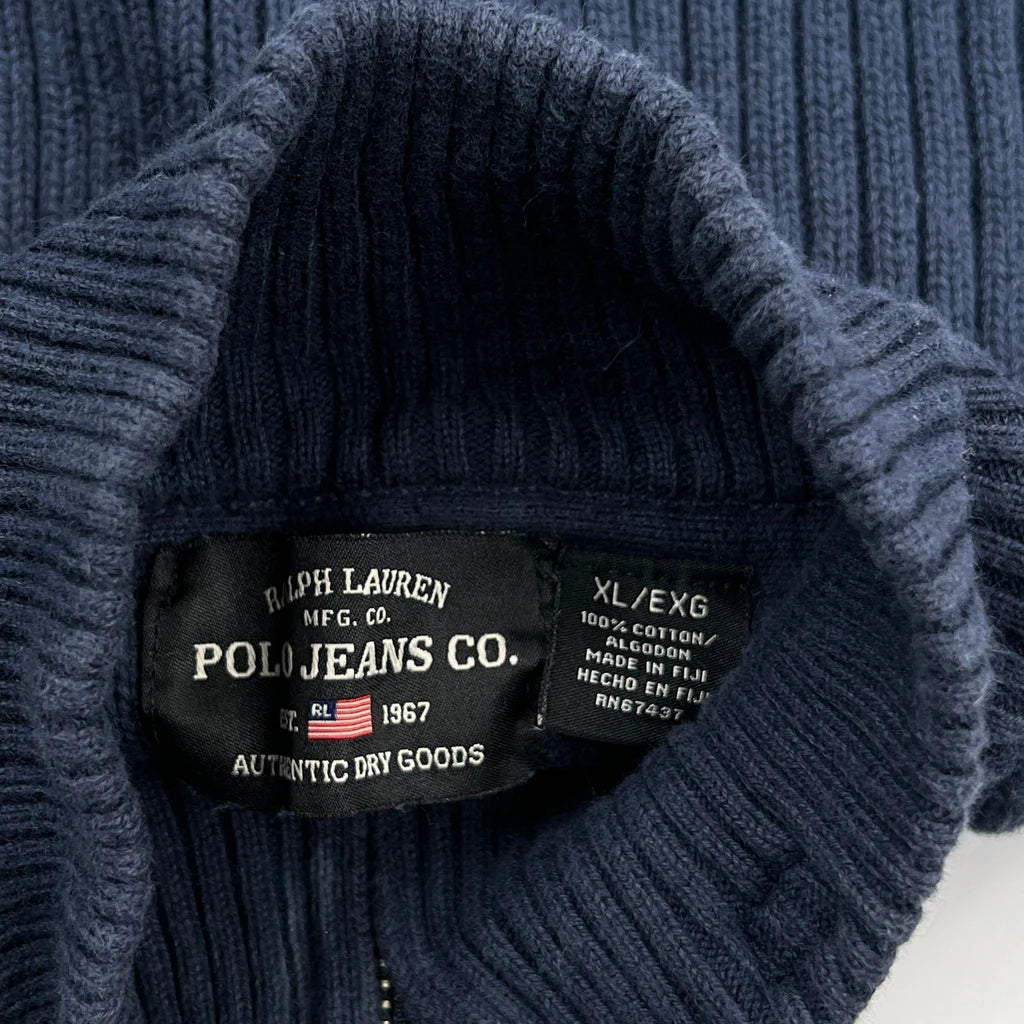 RALPH LAUREN
MFG. CO.
POLO JEANS CO.
EST. RL 1967
AUTHENTIC DRY GOODS
XL/EXG
100% COTTON/
ALGODON
MADE IN FIJI
HECHO EN FIJI
RN67437